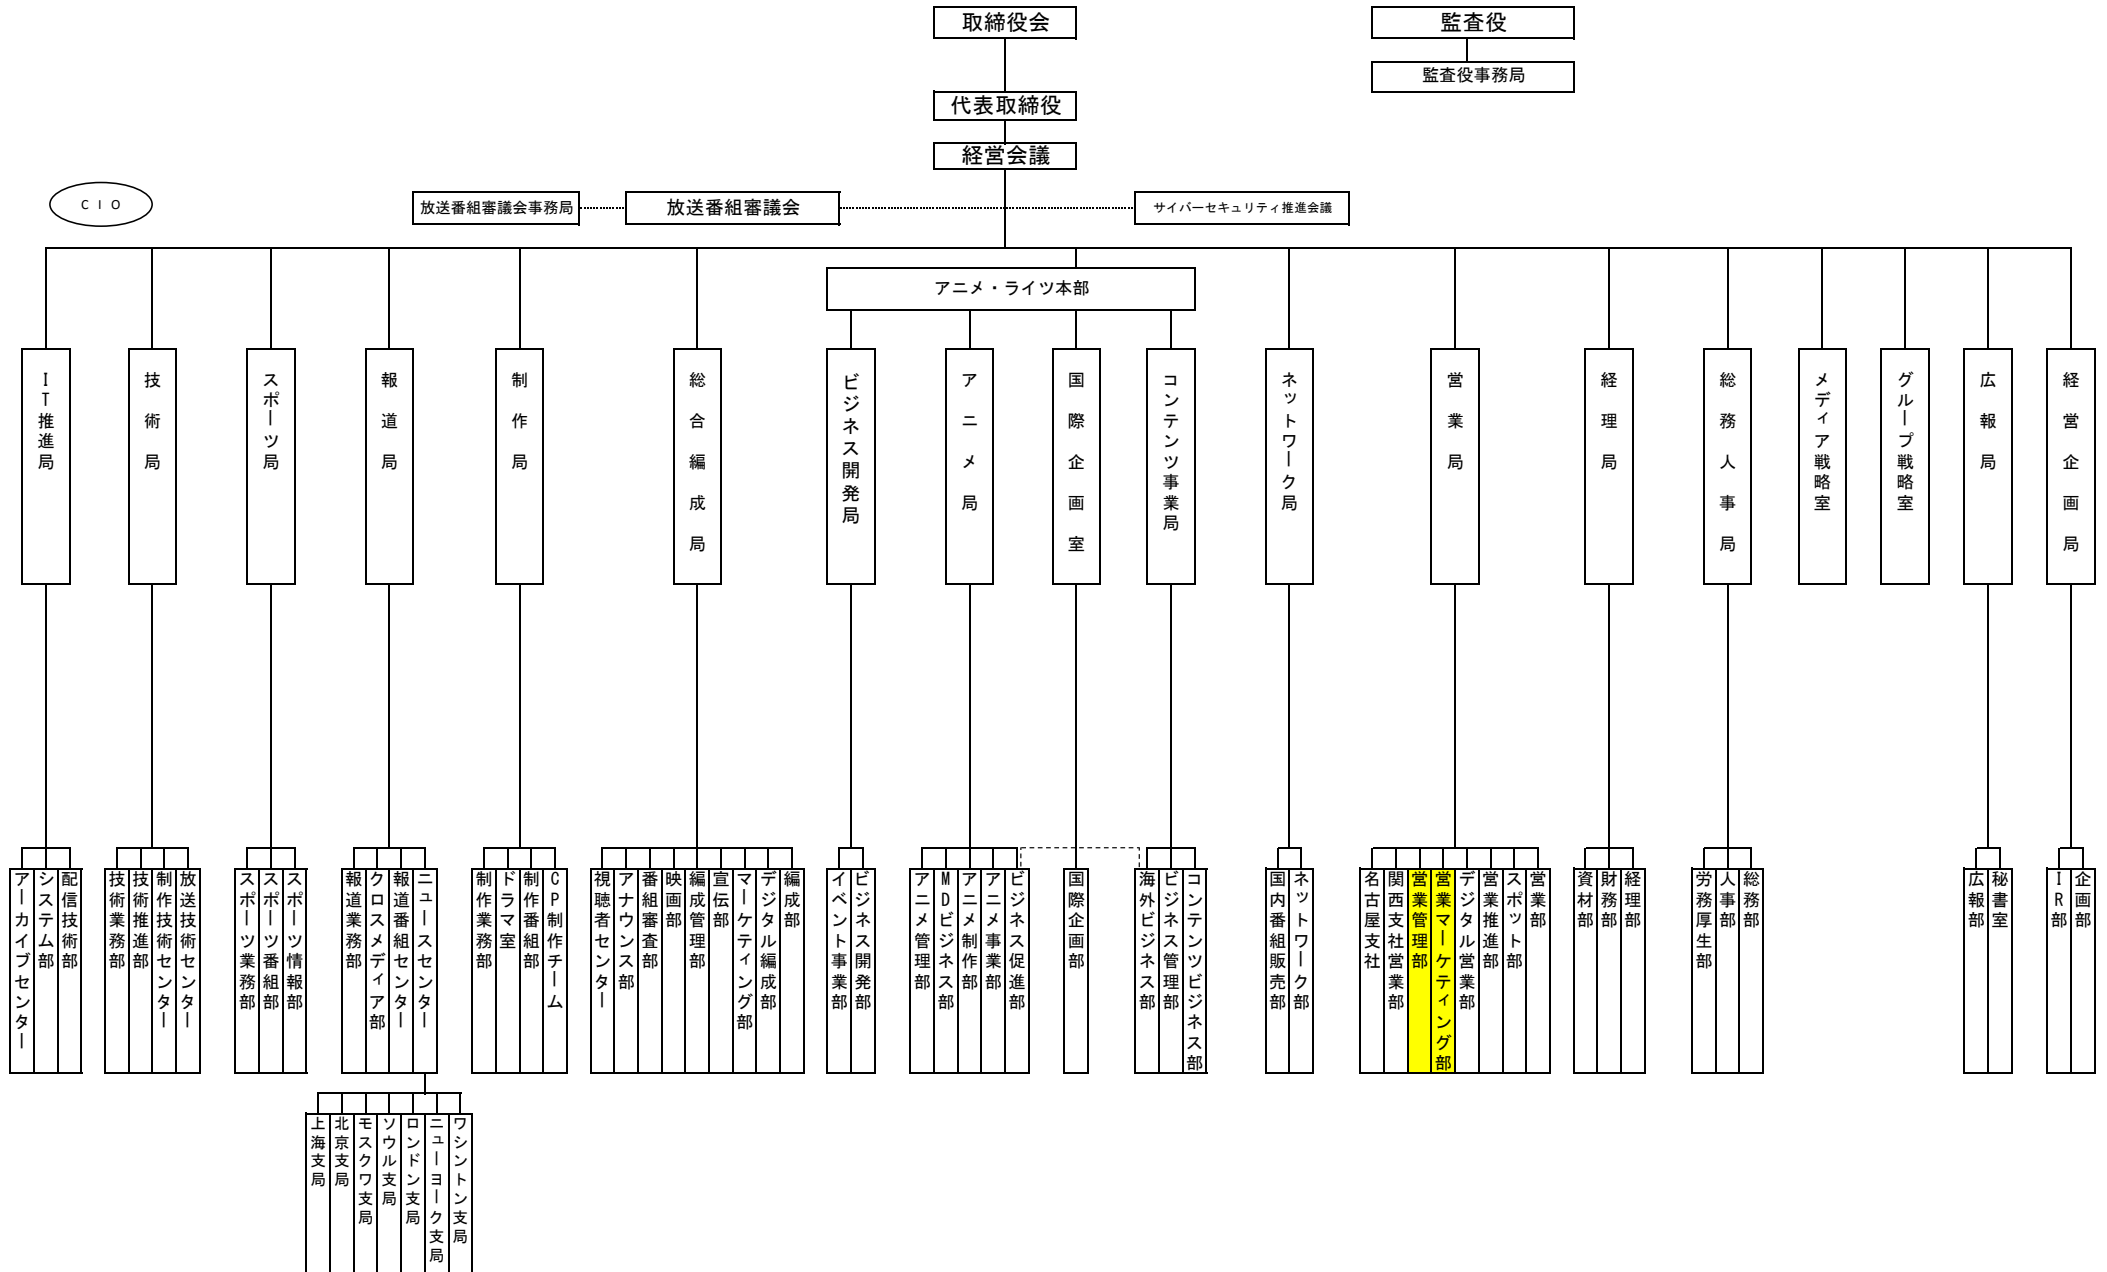 取締役会
監査役
監査役事務局
代表取締役
経営会議
CIO
放送番組審議会事務局
放送番組審議会
サイバーセキュリティ推進会議
アニメ・ライツ本部
IT推進局
技術局
スポーツ局
報道局
制作局
総合編成局
ビジネス開発局
アニメ局
国際企画室
コンテンツ事業局
ネットワーク局
営業局
経理局
総務人事局
メディア戦略室
グループ戦略室
広報局
経営企画局
アーカイブセンター
システム部
配信技術部
技術業務部
技術推進部
制作技術センター
放送技術センター
スポーツ業務部
スポーツ番組部
スポーツ情報部
報道業務部
クロスメディア部
報道番組センター
ニュースセンター
制作業務部
ドラマ室
制作番組部
CP制作チーム
視聴者センター
アナウンス部
番組審査部
映画部
編成管理部
宣伝部
マーケティング部
デジタル編成部
編成部
イベント事業部
ビジネス開発部
アニメ管理部
MDビジネス部
アニメ制作部
アニメ事業部
ビジネス促進部
国際企画部
海外ビジネス部
ビジネス管理部
コンテンツビジネス部
国内番組販売部
ネットワーク部
名古屋支社
関西支社営業部
営業管理部
営業マーケティング部
デジタル営業部
営業推進部
スポット部
営業部
資材部
財務部
経理部
労務厚生部
人事部
総務部
広報部
秘書室
IR部
企画部
上海支局
北京支局
モスクワ支局
ソウル支局
ロンドン支局
ニューヨーク支局
ワシントン支局